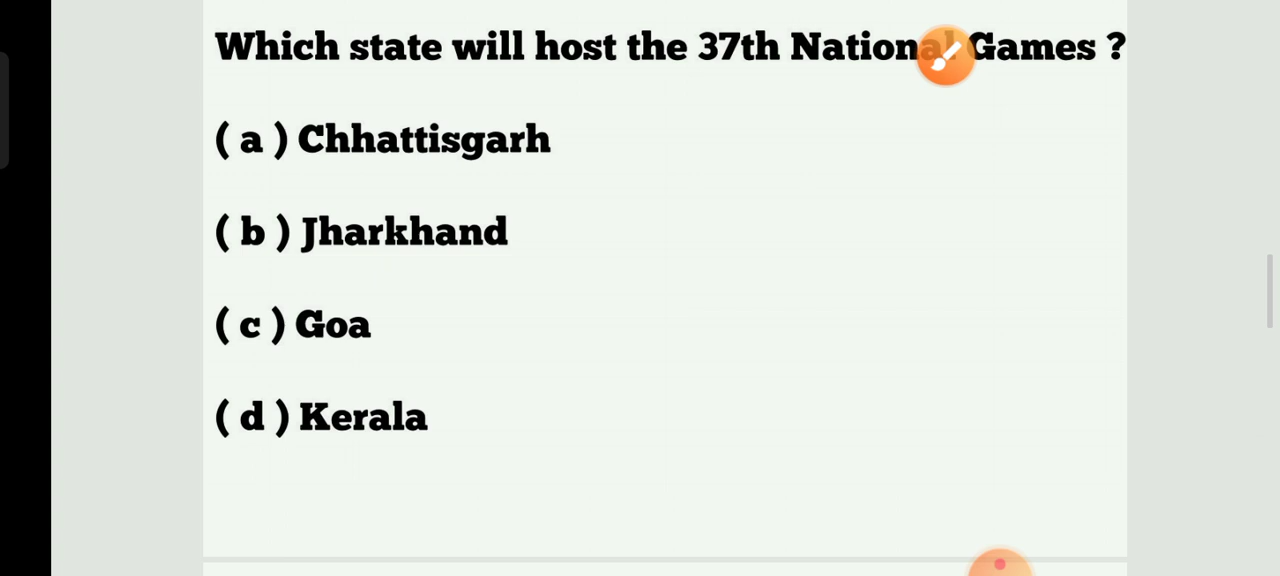 Which state will host the 37th National Games ?
( a ) Chhattisgarh
( b ) Jharkhand
( c ) Goa
( d ) Kerala